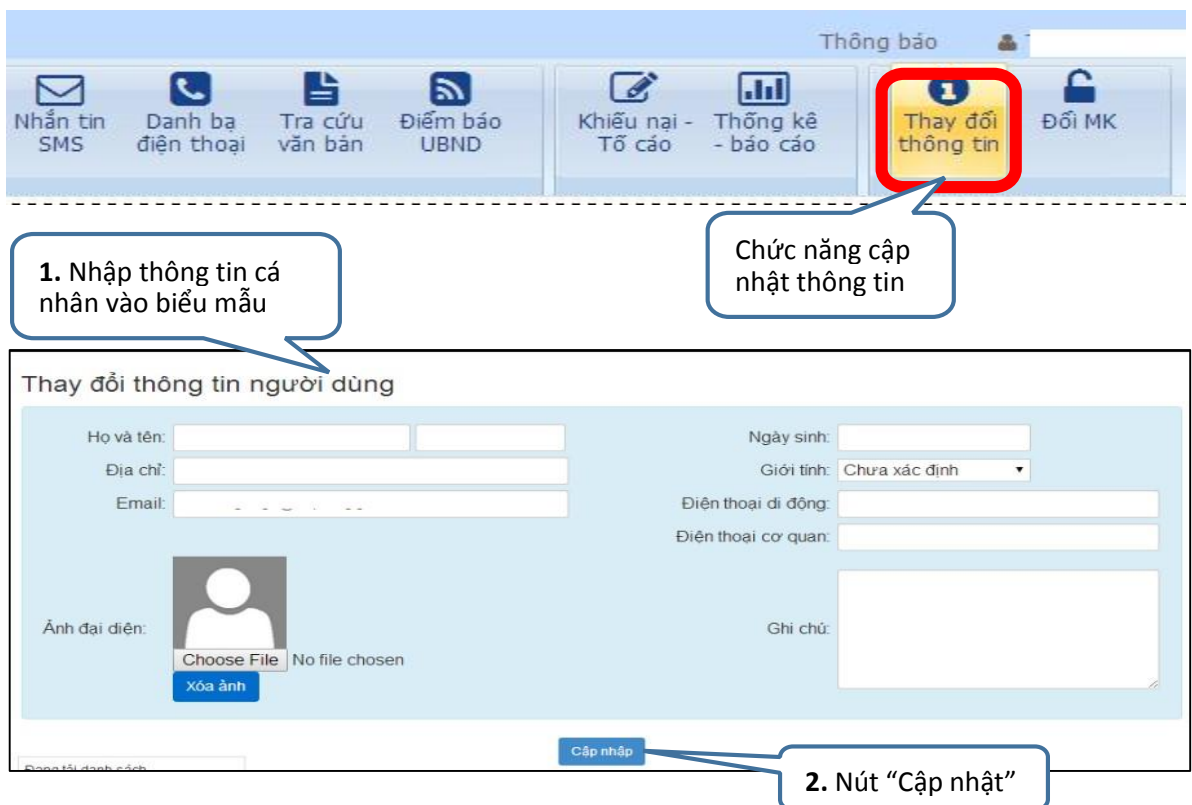 Thông báo
Nhắn tin SMS
Danh bạ điện thoại
Tra cứu văn bản
Điểm báo UBND
Khiếu nại - Tố cáo
Thống kê - báo cáo
Thay đổi thông tin
Đổi MK
Chức năng cập
nhật thông tin
1. Nhập thông tin cá
nhân vào biểu mẫu
Thay đổi thông tin người dùng
Họ và tên:
Ngày sinh:
Địa chỉ:
Giới tính: Chưa xác định
Email:
Điện thoại di động:
Điện thoại cơ quan:
Ảnh đại diện:
Ghi chú:
Choose File No file chosen
Xóa ảnh
Cập nhập
Đang tải danh sách
2. Nút “Cập nhật”